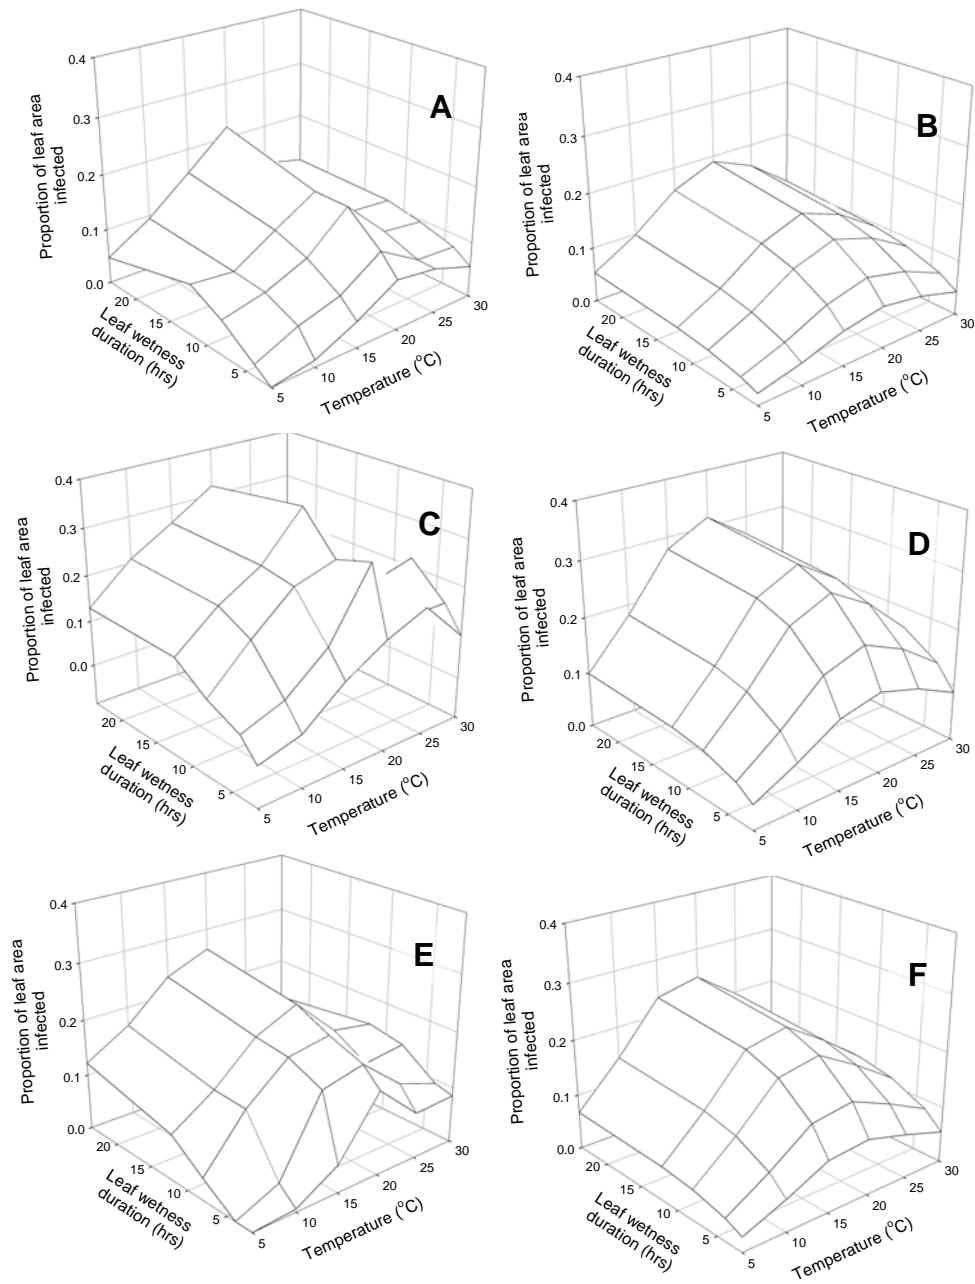 A
0.4
0.3
0.2
0.1
0.0
Proportion of leaf area
infected
20
15
10
5
Leaf wetness
duration (hrs)
5
10
15
20
25
30
Temperature (°C)
B
0.4
0.3
0.2
0.1
0.0
Proportion of leaf area
infected
20
15
10
5
Leaf wetness
duration (hrs)
5
10
15
20
25
30
Temperature (°C)
C
0.4
0.3
0.2
0.1
0.0
Proportion of leaf area
infected
20
15
10
5
Leaf wetness
duration (hrs)
5
10
15
20
25
30
Temperature (°C)
D
0.4
0.3
0.2
0.1
0.0
Proportion of leaf area
infected
20
15
10
5
Leaf wetness
duration (hrs)
5
10
15
20
25
30
Temperature (°C)
E
0.4
0.3
0.2
0.1
0.0
Proportion of leaf area
infected
20
15
10
5
Leaf wetness
duration (hrs)
5
10
15
20
25
30
Temperature (°C)
F
0.4
0.3
0.2
0.1
0.0
Proportion of leaf area
infected
20
15
10
5
Leaf wetness
duration (hrs)
5
10
15
20
25
30
Temperature (°C)